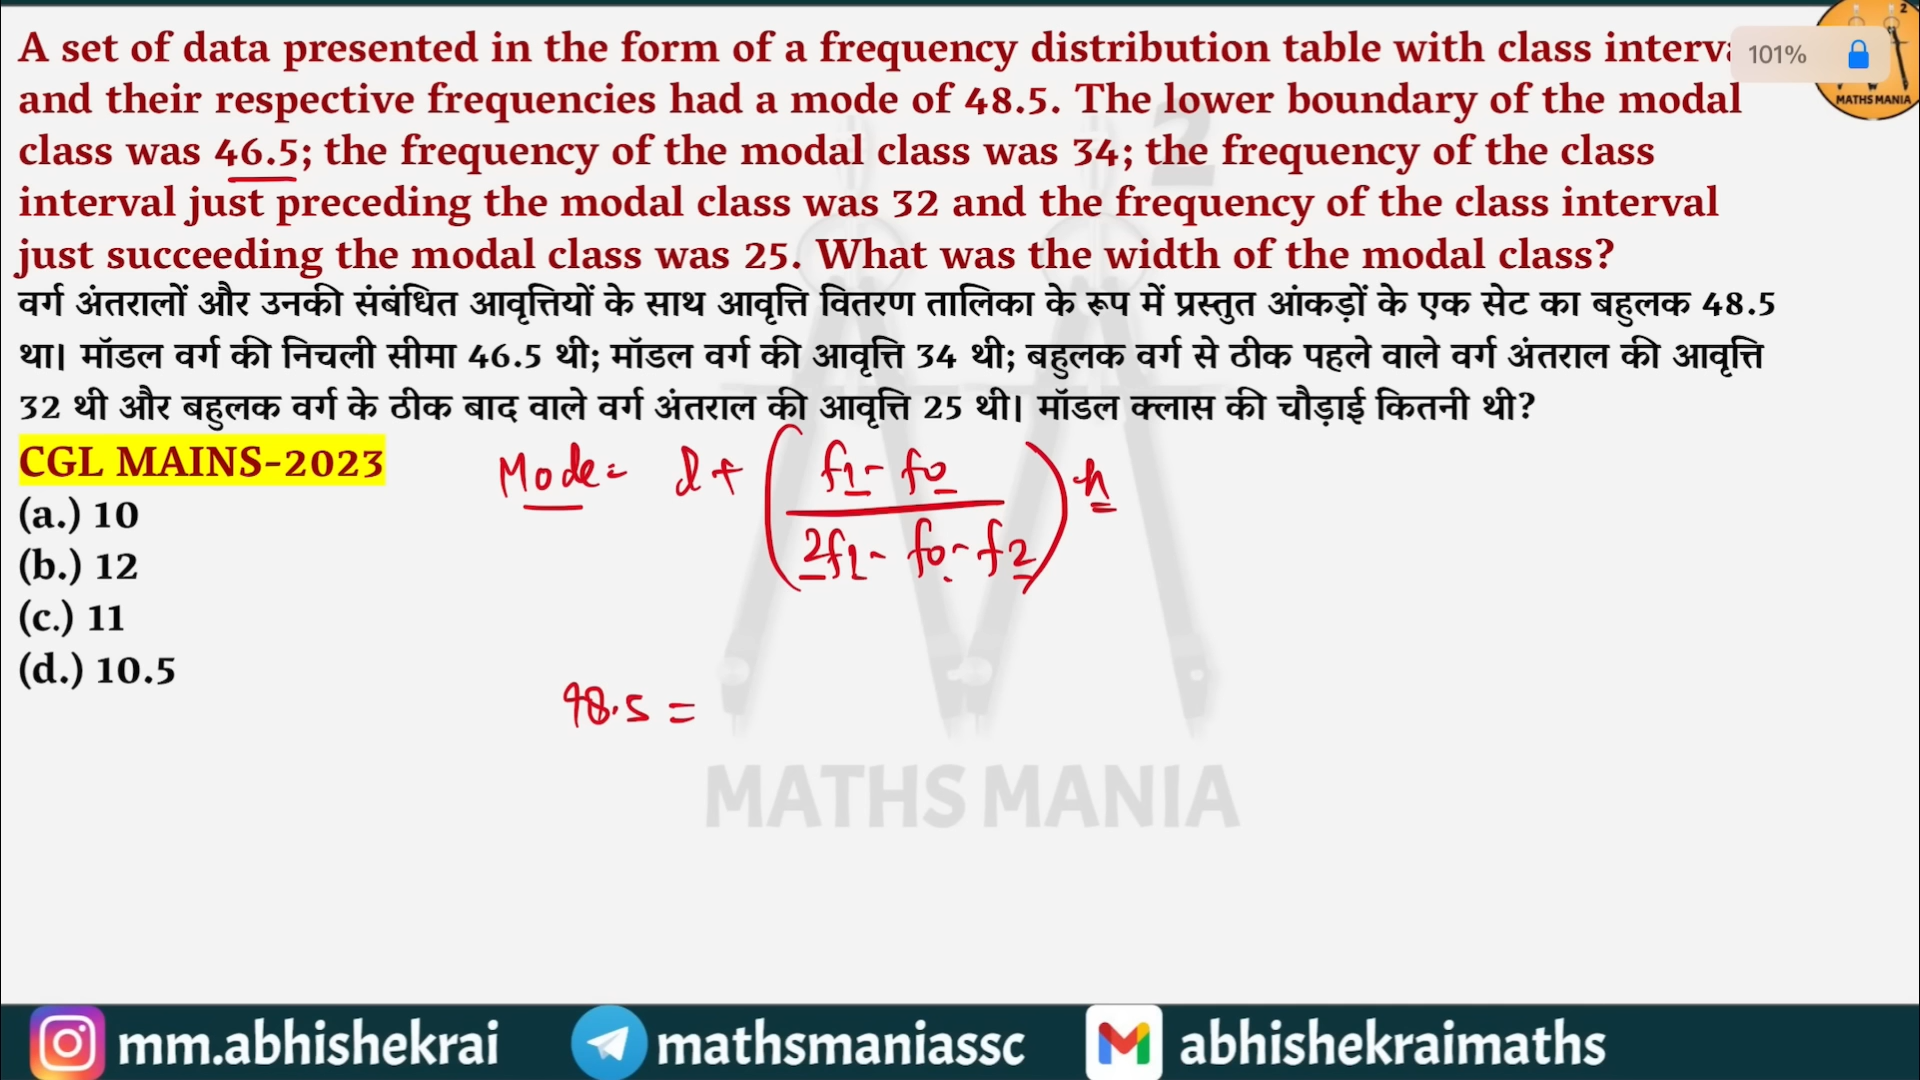 A set of data presented in the form of a frequency distribution table with class
101%
and their respective frequencies had a mode of 48.5. The lower boundary of the modal
MATHS MANIA
class was 46.5; the frequency of the modal class was 34; the frequency of the class
interval just preceding the modal class was 32 and the frequency of the class interval
just succeeding the modal class was 25. What was the width of the modal class?
वर्ग अंतरालों और उनकी संबंधित आवृत्तियों के साथ आवृत्ति वितरण तालिका के रूप में प्रस्तुत आंकड़ों के एक सेट का बहुलक 48.5
था| मॉडल वर्ग की निचली सीमा 46.5 थी; मॉडल वर्ग की आवृत्ति 34 थी; बहुलक वर्ग से ठीक पहले वाले वर्ग अंतराल की आवृत्ति
32 थी और बहुलक वर्ग के ठीक बाद वाले वर्ग अंतराल की आवृत्ति 25 थी| मॉडल क्लास की चौड़ाई कितनी थी?
CGL MAINS-2023
Mode = l + (f1 - f0 / 2f1 - f0 - f2) h
(a.) 10
(b.) 12
(c.) 11
(d.) 10.5
48.5 =
MATHS MANIA
mm.abhishekrai mathsmaniassc abhishekraimaths